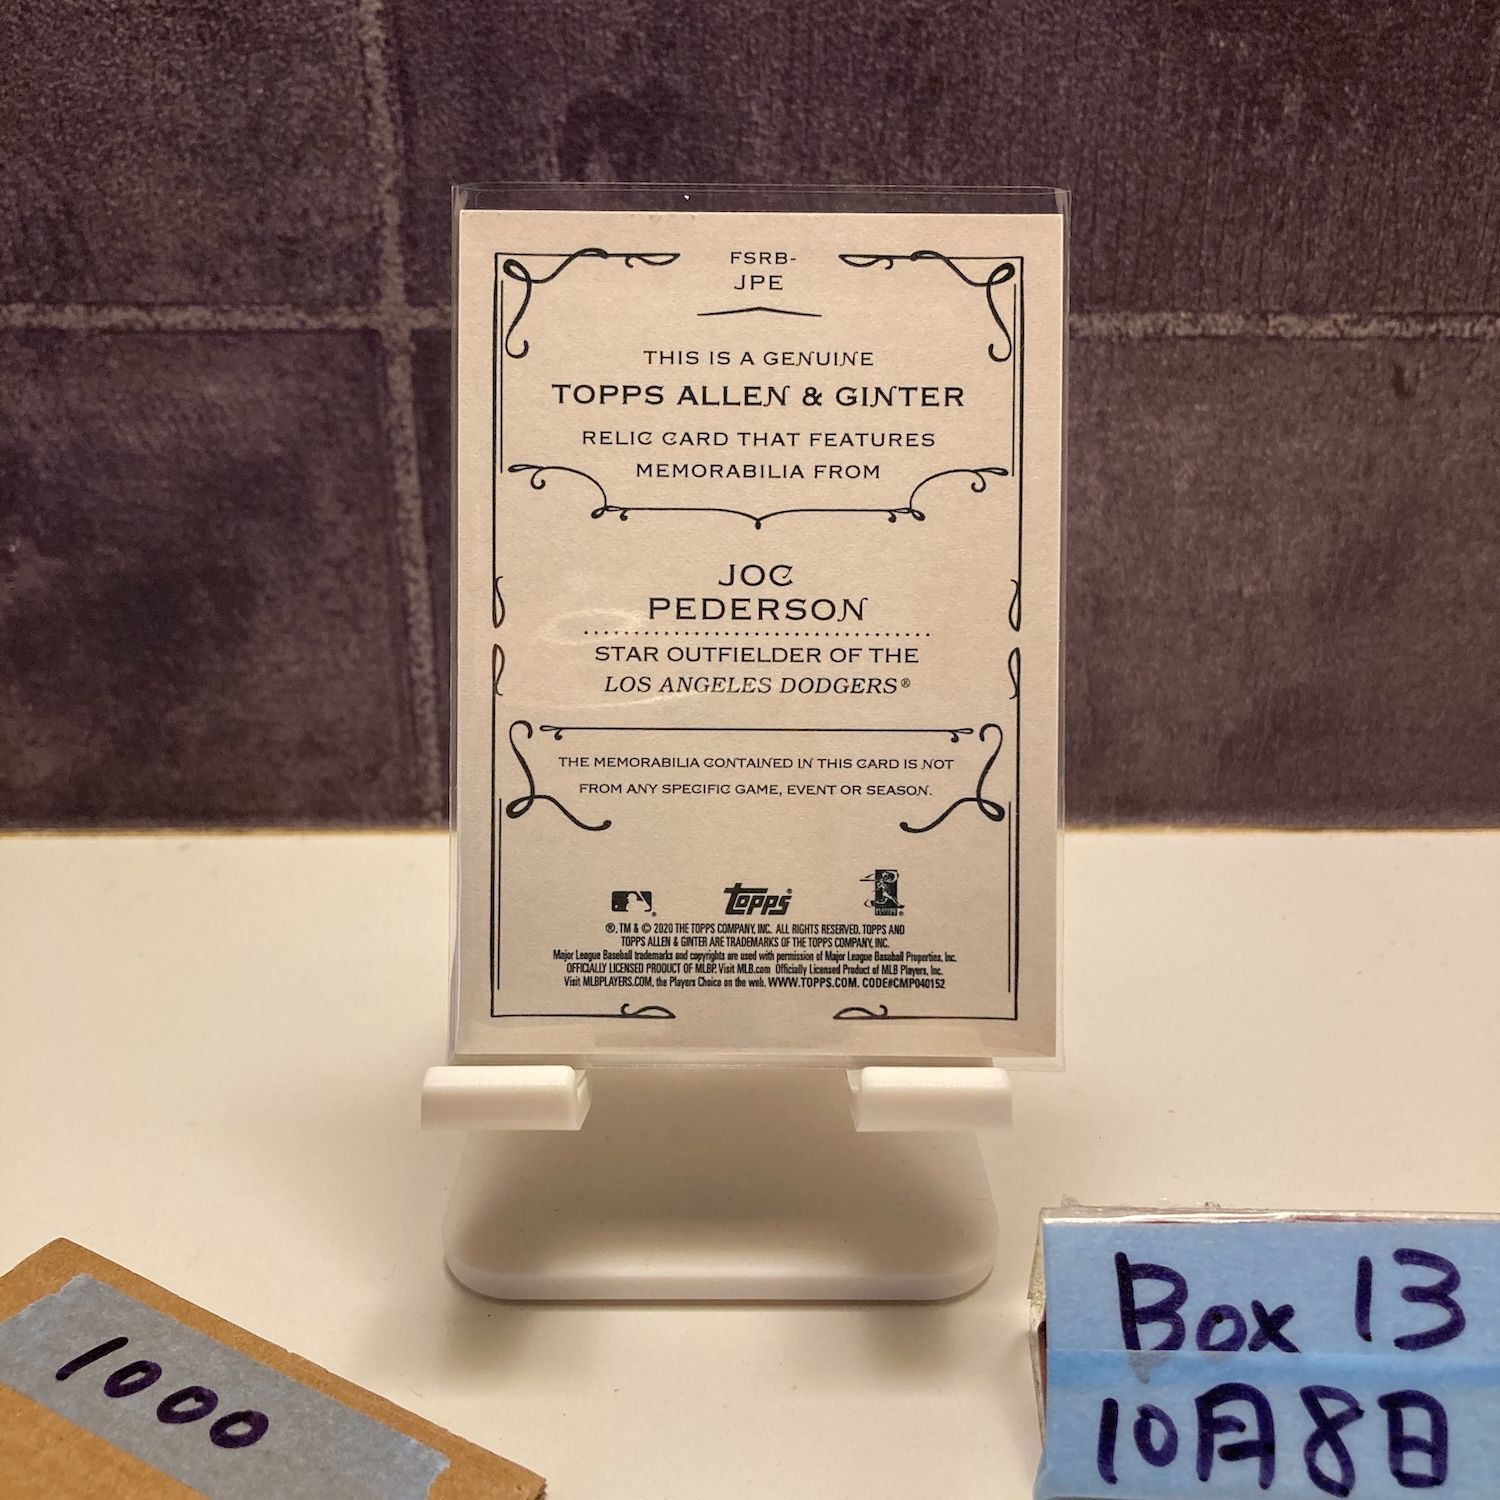 FSRB-
JPE
THIS IS A GENUINE
TOPPS ALLEN & GINTER
RELIC CARD THAT FEATURES
MEMORABILIA FROM
JOC
PEDERSON
STAR OUTFIELDER OF THE
LOS ANGELES DODGERS®
THE MEMORABILIA CONTAINED IN THIS CARD IS NOT
FROM ANY SPECIFIC GAME, EVENT OR SEASON.
Topps®
®, TM & © 2020 THE TOPPS COMPANY, INC. ALL RIGHTS RESERVED. TOPPS AND
TOPPS ALLEN & GINTER ARE TRADEMARKS OF THE TOPPS COMPANY, INC.
Major League Baseball trademarks and copyrights are used with permission of Major League Baseball Properties, Inc.
OFFICIALLY LICENSED PRODUCT OF MLBP. Visit MLB.com Officially Licensed Product of MLB Players, Inc.
Visit MLBPLAYERS.COM, the Players Choice on the web. WWW.TOPPS.COM. CODE#CMP040152
1000
Box 13
10月8日